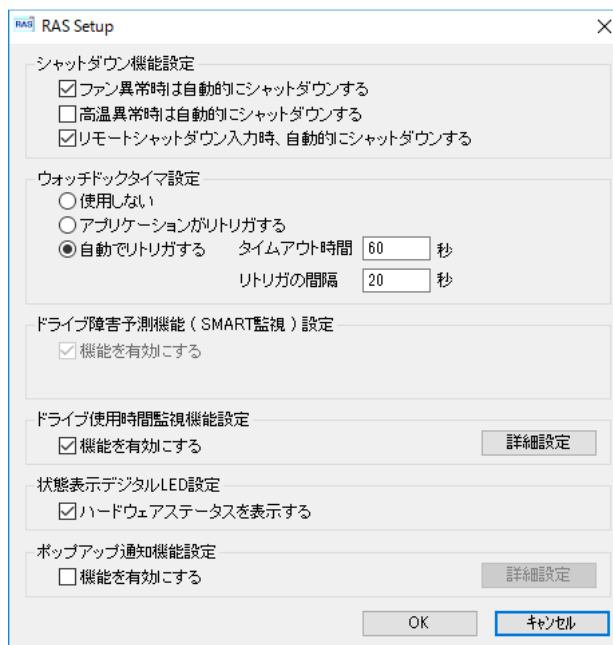 RAS RAS Setup
シャットダウン機能設定
ファン異常時は自動的にシャットダウンする
高温異常時は自動的にシャットダウンする
リモートシャットダウン入力時、自動的にシャットダウンする
ウォッチドックタイマ設定
使用しない
アプリケーションがリトリガする
自動でリトリガする タイムアウト時間 60 秒
リトリガの間隔 20 秒
ドライブ障害予測機能 ( SMART監視 ) 設定
機能を有効にする
ドライブ使用時間監視機能設定
機能を有効にする 詳細設定
状態表示デジタルLED設定
ハードウェアステータスを表示する
ポップアップ通知機能設定
機能を有効にする 詳細設定
OK キャンセル